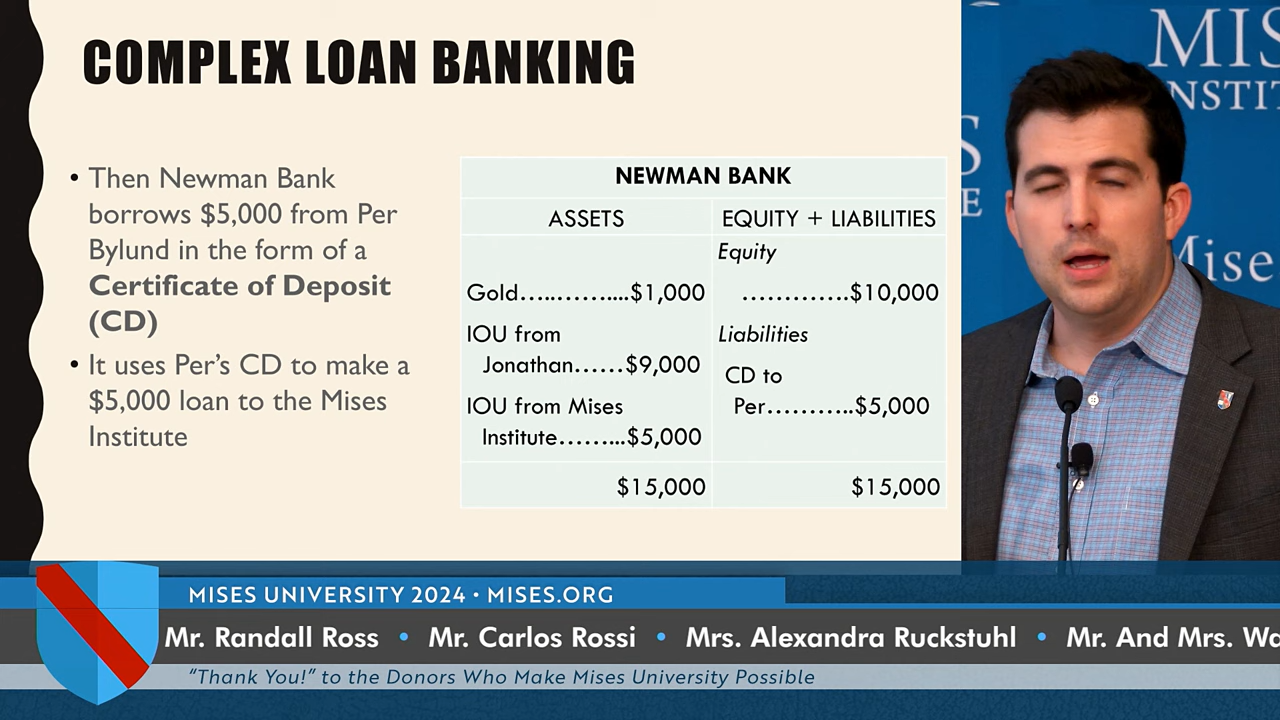 COMPLEX LOAN BANKING
• Then Newman Bank
borrows $5,000 from Per
Bylund in the form of a
Certificate of Deposit
(CD)
• It uses Per's CD to make a
$5,000 loan to the Mises
Institute
NEWMAN BANK
ASSETS EQUITY + LIABILITIES
Equity
Gold..............$1,000 .............$10,000
IOU from Liabilities
Jonathan......$9,000
CD to
IOU from Mises
Per...........$5,000
Institute.........$5,000
$15,000 $15,000
MIS
NSTIT
S
E
Mise
MISES UNIVERSITY 2024 • MISES.ORG
Mr. Randall Ross • Mr. Carlos Rossi • Mrs. Alexandra Ruckstuhl • Mr. And Mrs. Wa
"Thank You!" to the Donors Who Make Mises University Possible